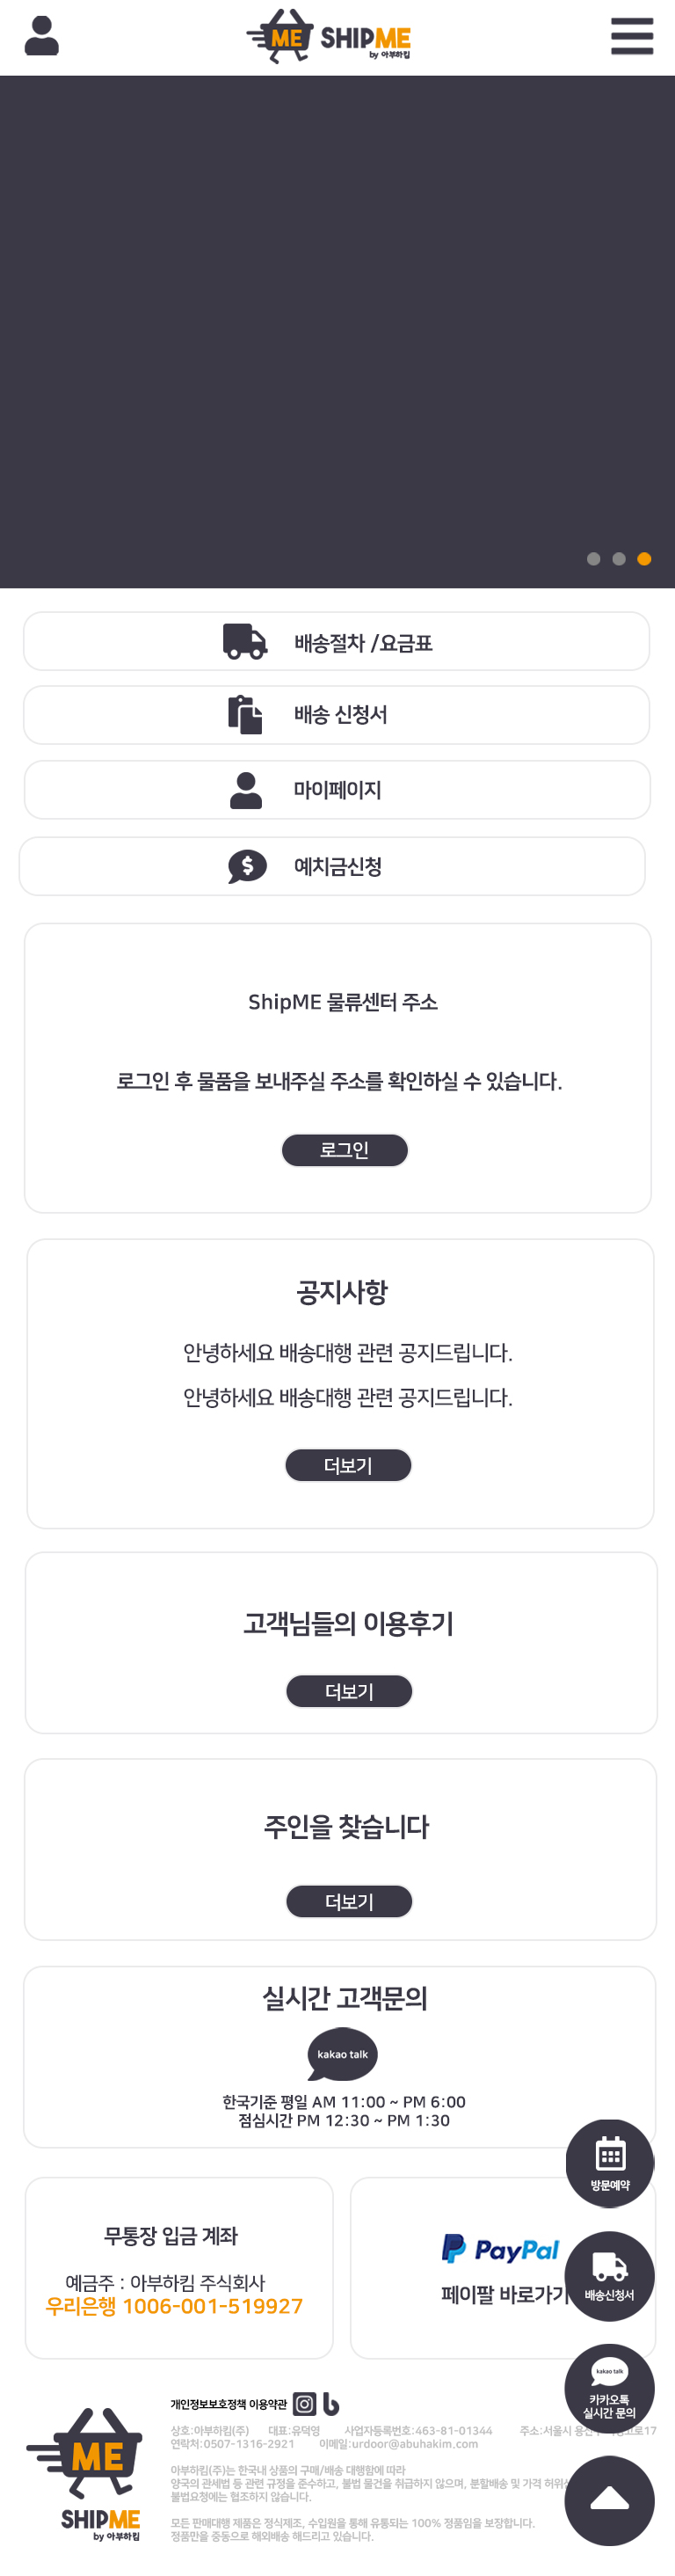 ME SHIPME
by 아부하킴
배송절차 /요금표
배송 신청서
마이페이지
예치금신청
ShipME 물류센터 주소
로그인 후 물품을 보내주실 주소를 확인하실 수 있습니다.
로그인
공지사항
안녕하세요 배송대행 관련 공지드립니다.
안녕하세요 배송대행 관련 공지드립니다.
더보기
고객님들의 이용후기
더보기
주인을 찾습니다
더보기
실시간 고객문의
kakao talk
한국기준 평일 AM 11:00 ~ PM 6:00
점심시간 PM 12:30 ~ PM 1:30
방문예약
무통장 입금 계좌
예금주 : 아부하킴 주식회사
우리은행 1006-001-519927
PayPal
페이팔 바로가기
배송신청서
kakao talk
카카오톡
실시간 문의
ME
SHIPME
by 아부하킴
개인정보보호정책 이용약관
상호:아부하킴(주) 대표:유덕영 사업자등록번호:463-81-01344 주소:서울시 용산구
연락처:0507-1316-2921 이메일:urdoor@abuhakim.com
아부하킴(주)는 한국내 상품의 구매/배송 대행함에 따라
양국의 관세법 등 관련 규정을 준수하고, 불법 물건을 취급하지 않으며, 분할배송 및 가격
불법요청에는 협조하지 않습니다.
모든 판매대행 제품은 정식제조, 수입원을 통해 유통되는 100% 정품임을 보장합니다.
정품만을 중동으로 해외배송 해드리고 있습니다.